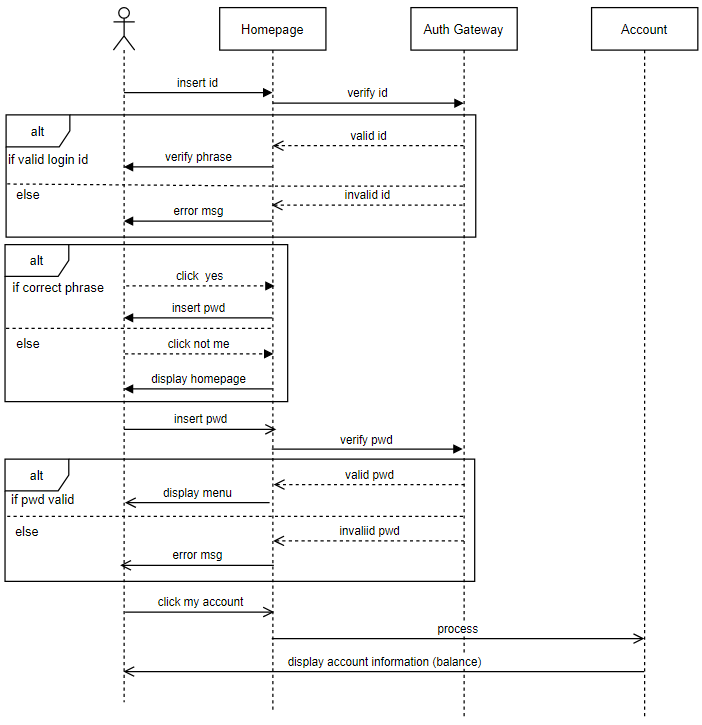 Homepage
Auth Gateway
Account
insert id
verify id
alt
valid id
if valid login id
verify phrase
else
invalid id
error msg
alt
click  yes
if correct phrase
insert pwd
else
click not me
display homepage
insert pwd
verify pwd
alt
valid pwd
if pwd valid
display menu
else
invaliid pwd
error msg
click my account
process
display account information (balance)